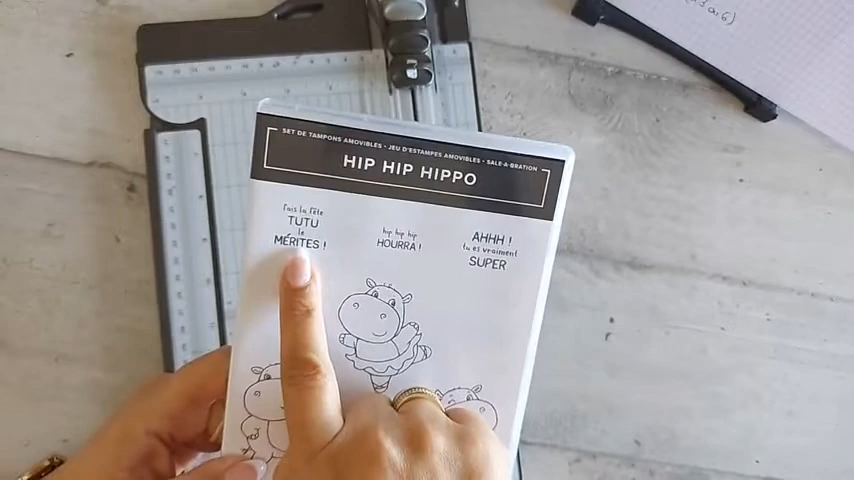 SET DE TAMPONS AMOVIBLES • JEU D'ESTAMPES AMOVIBLES • SALE-A-BRATION
HIP HIP HIPPO
fais la fête
TUTU
le
MÉRITES !
hip hip hip
HOURRA !
AHHH !
tu es vraiment
SUPER